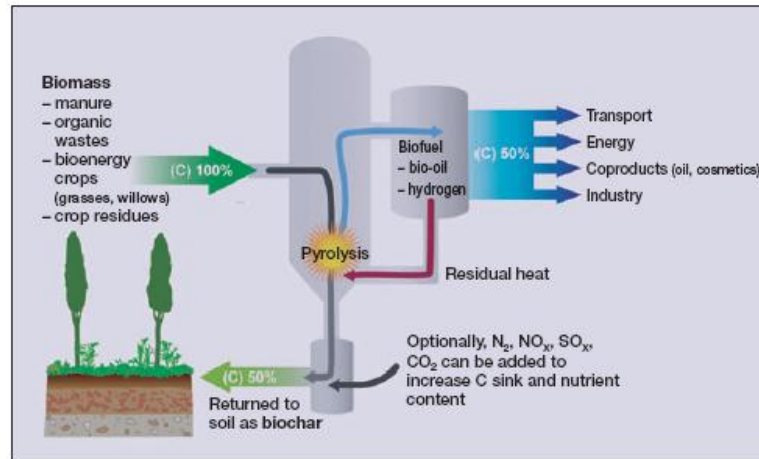 Biomass
– manure
– organic
wastes
–bioenergy
crops
(grasses, willows)
– crop residues
(C) 100%
Pyrolysis
Biofuel
– bio-oil
– hydrogen
(C) 50%
Transport
Energy
Coproducts (oil, cosmetics)
Industry
Residual heat
Optionally, N₂, NOₓ, SOₓ,
CO₂ can be added to
increase C sink and nutrient
content
(C) 50%
Returned to
soil as biochar